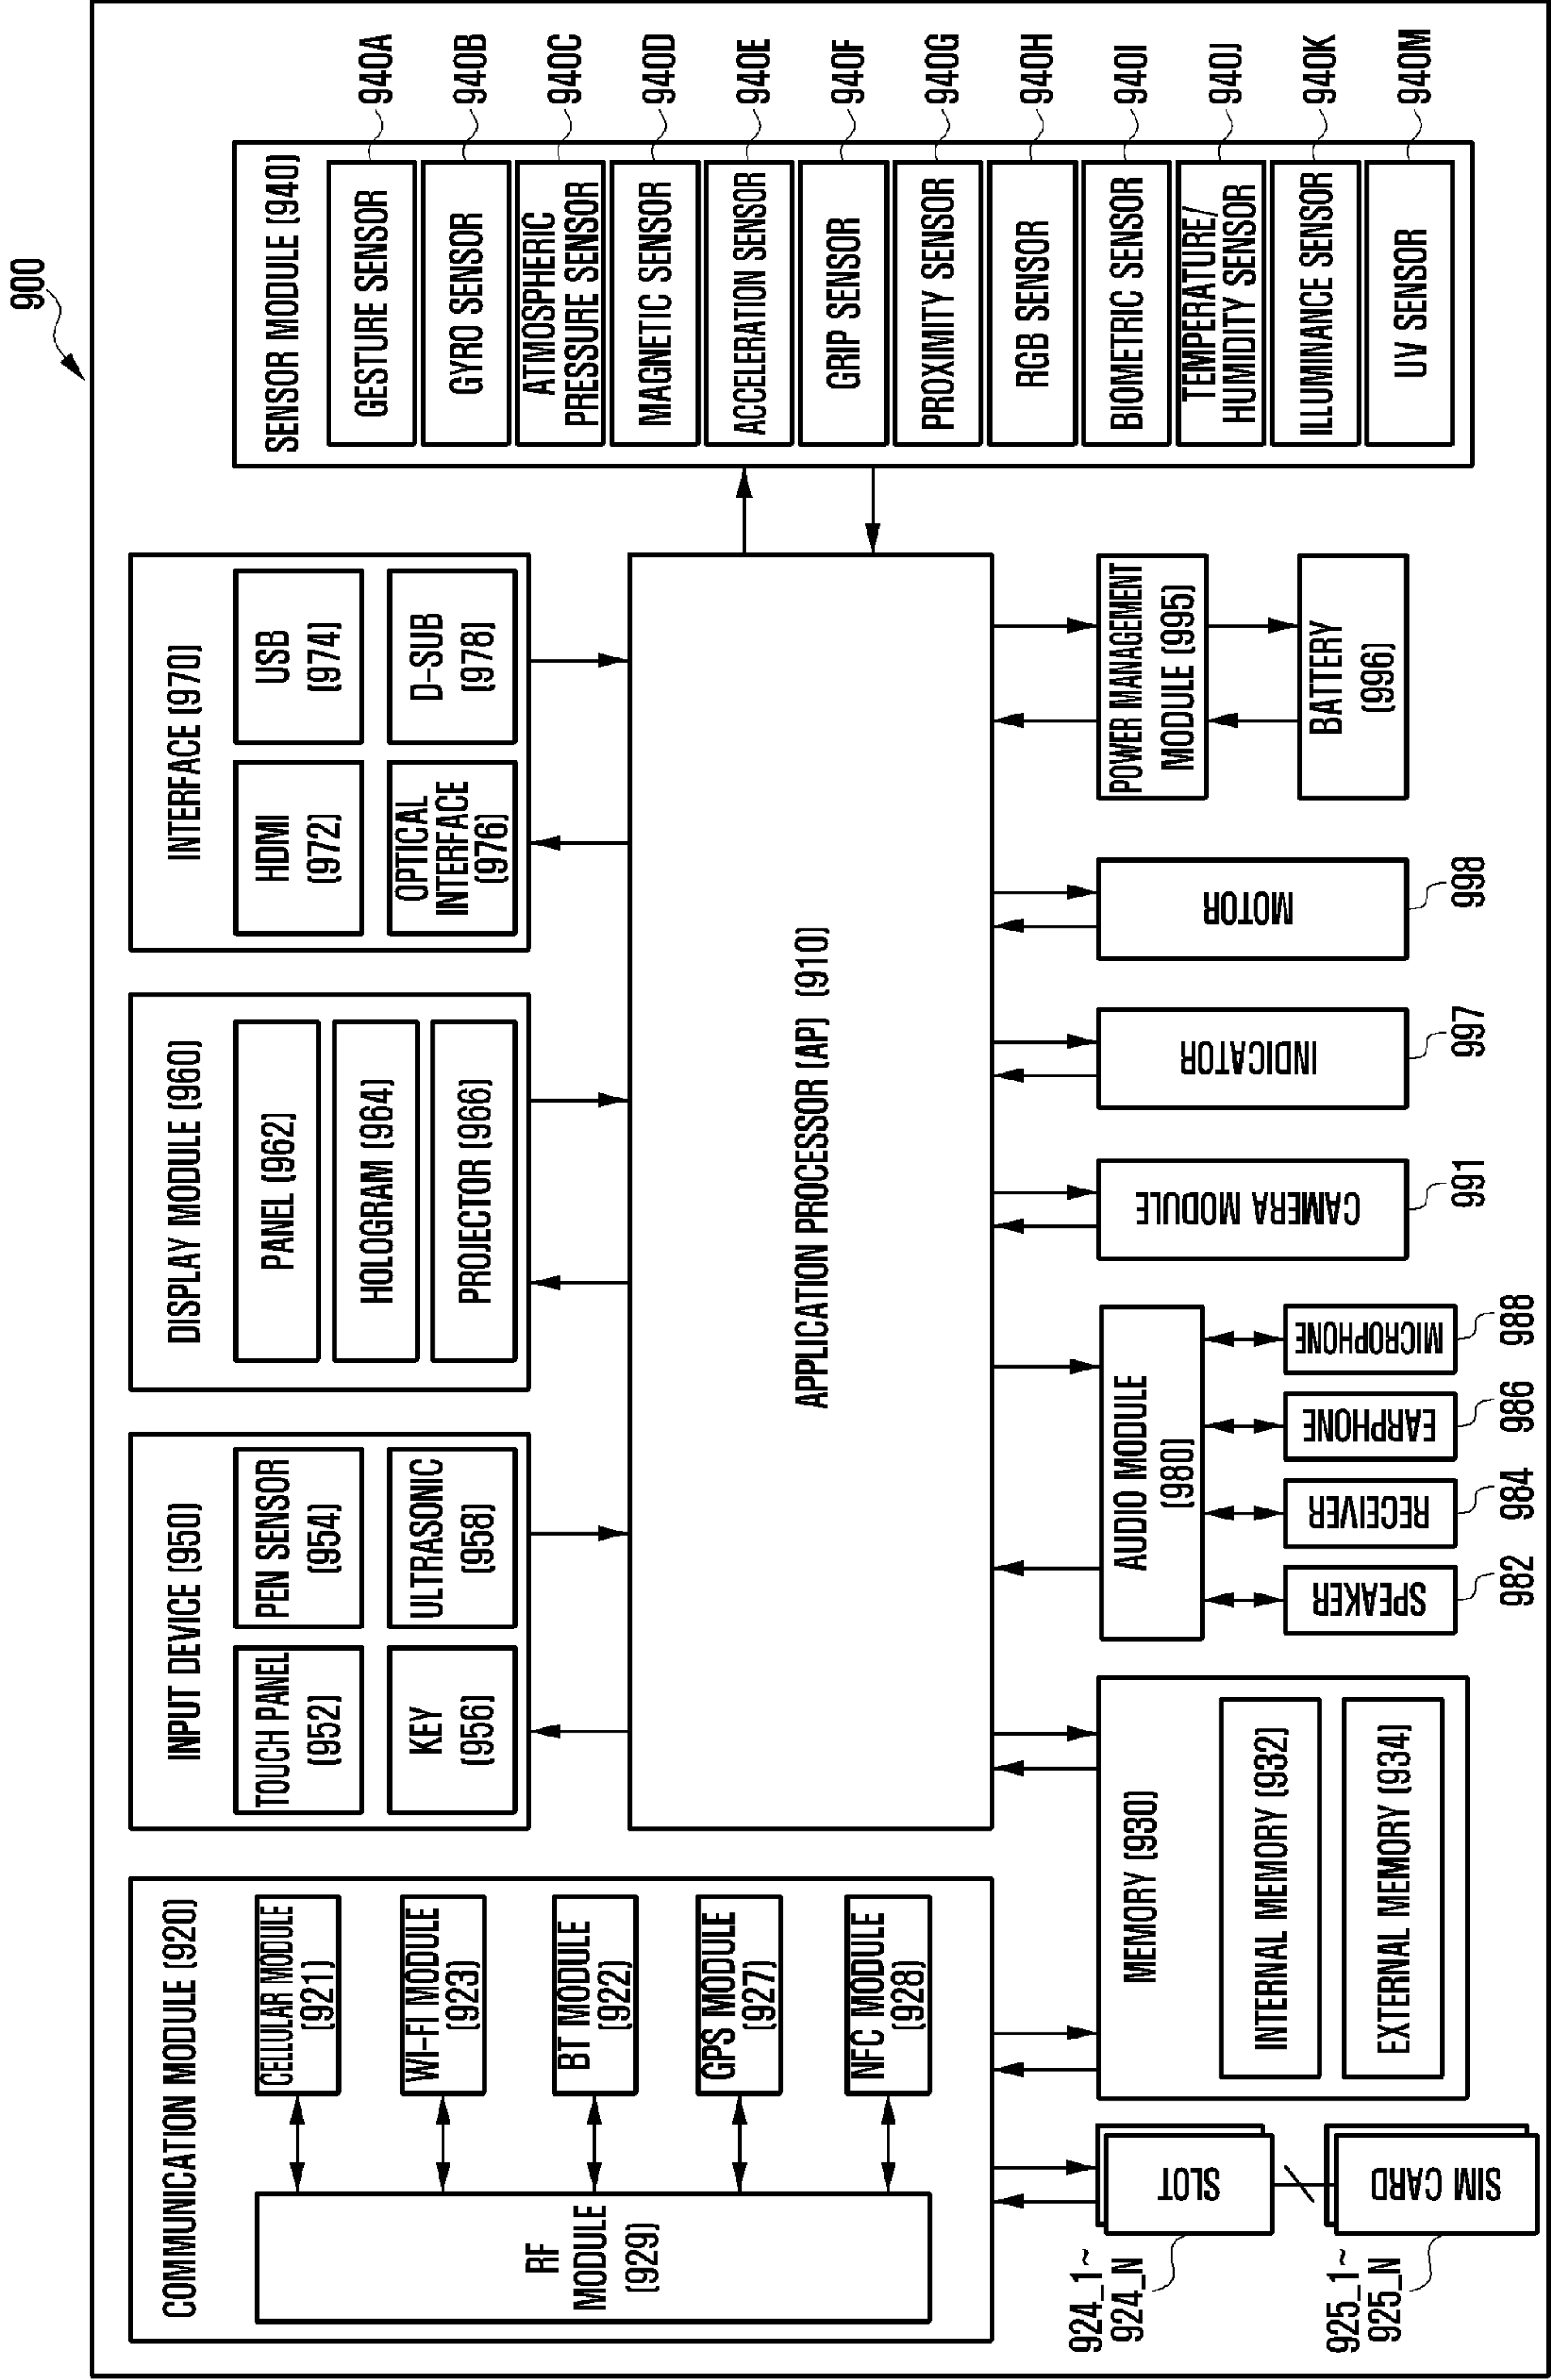 900
COMMUNICATION MODULE (920)
RF
MODULE
(929)
CELLULAR MODULE
(921)
WI-FI MODULE
(923)
BT MODULE
(922)
GPS MODULE
(927)
NFC MODULE
(928)
INPUT DEVICE (950)
TOUCH PANEL
(952)
PEN SENSOR
(954)
KEY
(956)
ULTRASONIC
(958)
DISPLAY MODULE (960)
PANEL (962)
HOLOGRAM (964)
PROJECTOR (966)
INTERFACE (970)
HDMI
(972)
USB
(974)
OPTICAL
INTERFACE
(976)
D-SUB
(978)
SENSOR MODULE (940)
GESTURE SENSOR
940A
GYRO SENSOR
940B
ATMOSPHERIC
PRESSURE SENSOR
940C
MAGNETIC SENSOR
940D
ACCELERATION SENSOR
940E
GRIP SENSOR
940F
PROXIMITY SENSOR
940G
RGB SENSOR
940H
BIOMETRIC SENSOR
940I
TEMPERATURE/
HUMIDITY SENSOR
940J
ILLUMINANCE SENSOR
940K
UV SENSOR
940M
APPLICATION PROCESSOR (AP) (910)
924_1~
924_N
SLOT
925_1~
925_N
SIM CARD
MEMORY (930)
INTERNAL MEMORY (932)
EXTERNAL MEMORY (934)
AUDIO MODULE
(980)
SPEAKER
982
RECEIVER
984
EARPHONE
986
MICROPHONE
988
CAMERA MODULE
991
INDICATOR
997
MOTOR
998
POWER MANAGEMENT
MODULE (995)
BATTERY
(996)